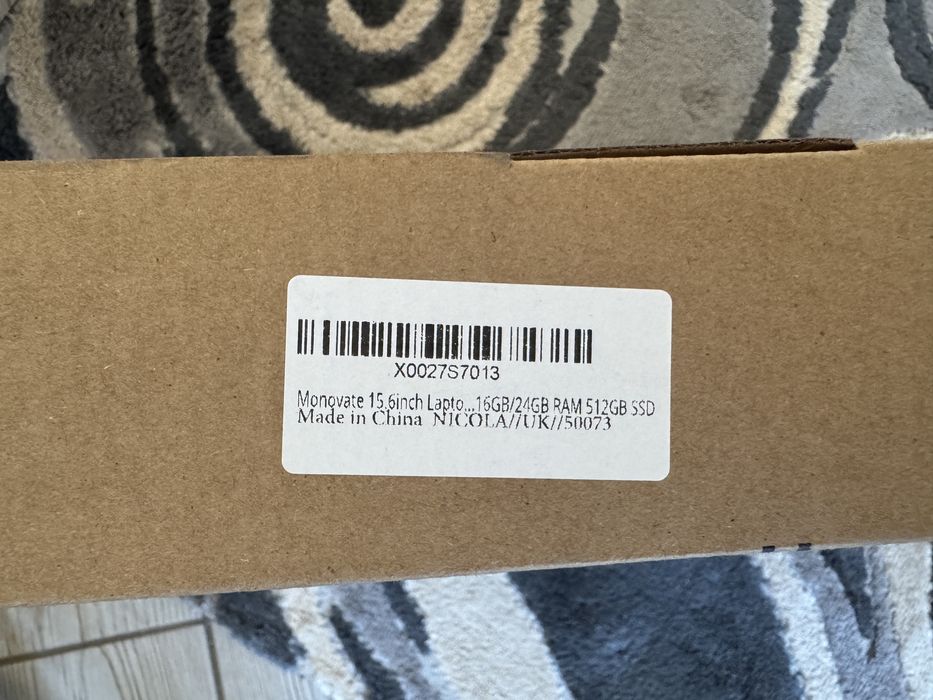 X0027S7013
Monovate 15.6inch Lapto...16GB/24GB RAM 512GB SSD
Made in China NICOLA//UK//50073